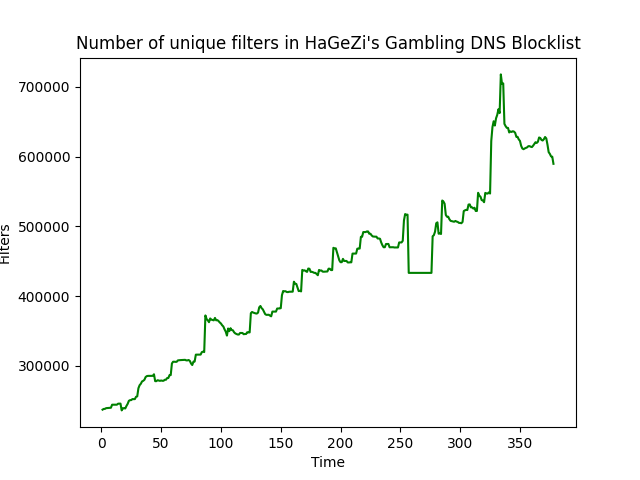 Number of unique filters in HaGeZi's Gambling DNS Blocklist
700000
600000
500000
400000
300000
Filters
0 50 100 150 200 250 300 350
Time